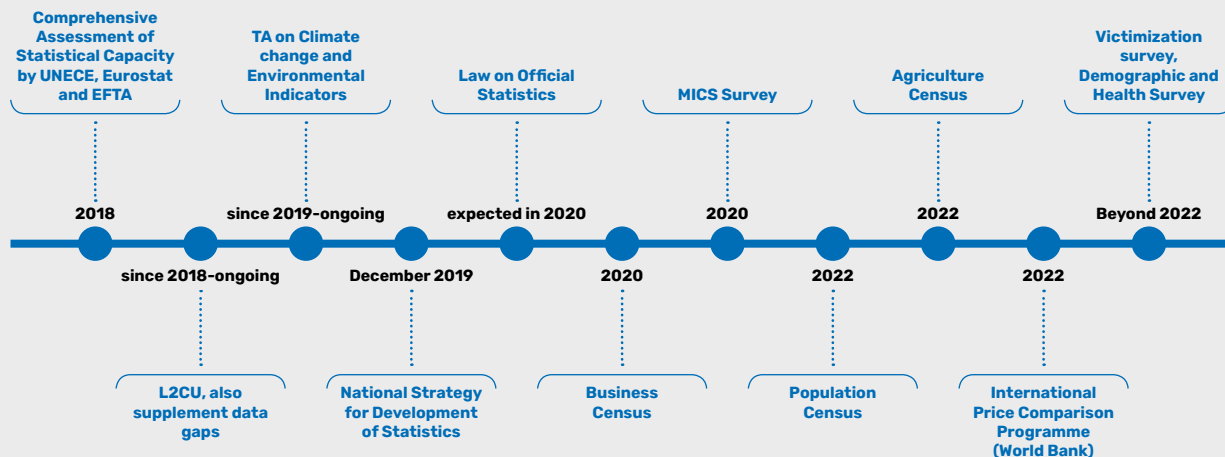 Comprehensive
Assessment of
Statistical Capacity
by UNECE, Eurostat
and EFTA
TA on Climate
change and
Environmental
Indicators
Law on Official
Statistics
MICS Survey
Agriculture
Census
Victimization
survey,
Demographic and
Health Survey
2018
since 2019-ongoing
expected in 2020
2020
2022
Beyond 2022
since 2018-ongoing
December 2019
2020
2022
2022
L2CU, also
supplement data
gaps
National Strategy
for Development
of Statistics
Business
Census
Population
Census
International
Price Comparison
Programme
(World Bank)